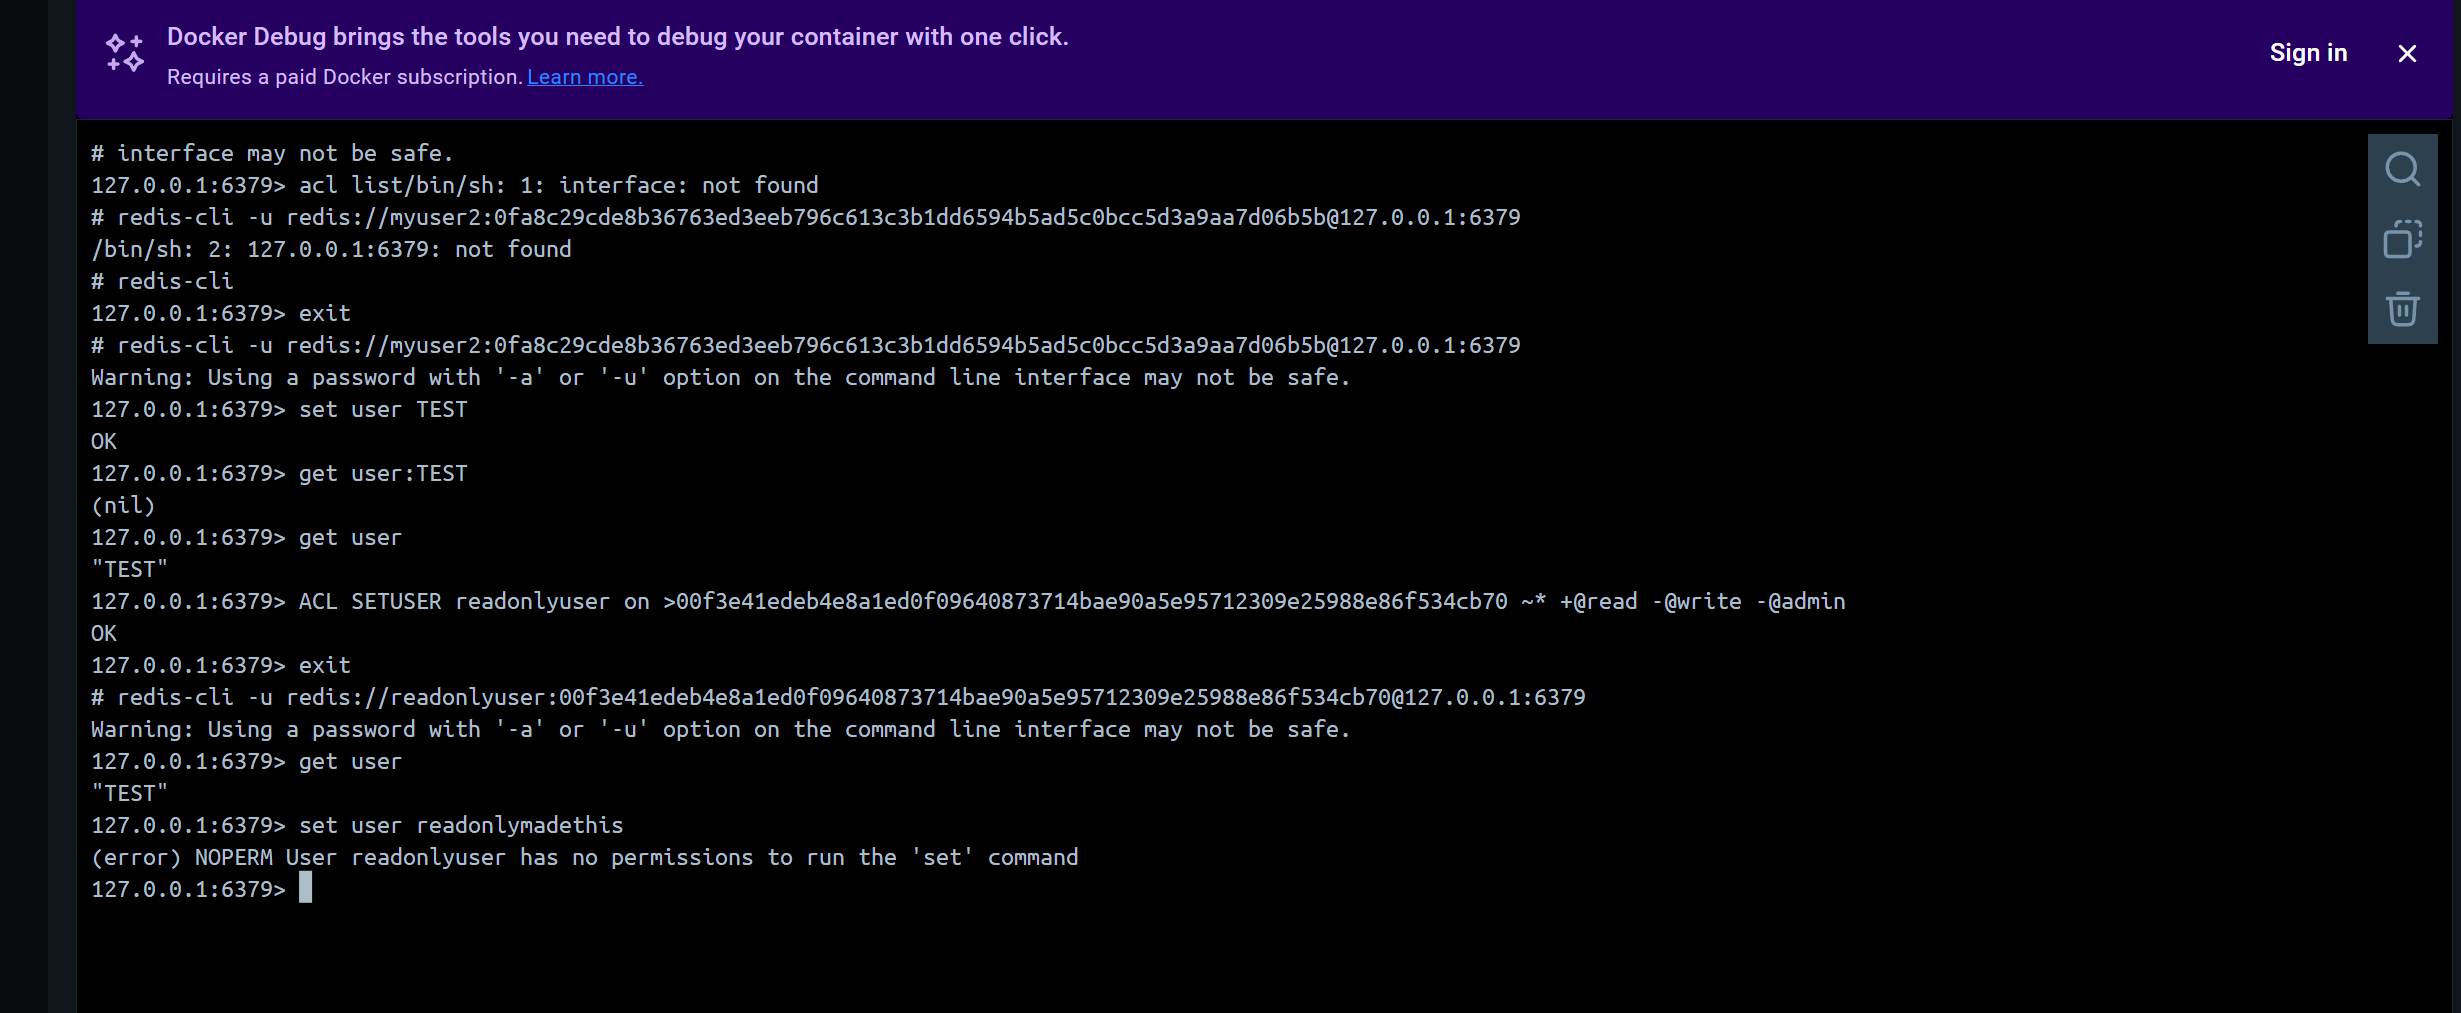 Docker Debug brings the tools you need to debug your container with one click.
Requires a paid Docker subscription. Learn more.
Sign in
# interface may not be safe.
127.0.0.1:6379> acl list/bin/sh: 1: interface: not found
# redis-cli -u redis://myuser2:0fa8c29cde8b36763ed3eeb796c613c3b1dd6594b5ad5c0bcc5d3a9aa7d06b5b@127.0.0.1:6379
/bin/sh: 2: 127.0.0.1:6379: not found
# redis-cli
127.0.0.1:6379> exit
# redis-cli -u redis://myuser2:0fa8c29cde8b36763ed3eeb796c613c3b1dd6594b5ad5c0bcc5d3a9aa7d06b5b@127.0.0.1:6379
Warning: Using a password with '-a' or '-u' option on the command line interface may not be safe.
127.0.0.1:6379> set user TEST
OK
127.0.0.1:6379> get user:TEST
(nil)
127.0.0.1:6379> get user
"TEST"
127.0.0.1:6379> ACL SETUSER readonlyuser on >00f3e41edeb4e8a1ed0f09640873714bae90a5e95712309e25988e86f534cb70 ~* +@read -@write -@admin
OK
127.0.0.1:6379> exit
# redis-cli -u redis://readonlyuser:00f3e41edeb4e8a1ed0f09640873714bae90a5e95712309e25988e86f534cb70@127.0.0.1:6379
Warning: Using a password with '-a' or '-u' option on the command line interface may not be safe.
127.0.0.1:6379> get user
"TEST"
127.0.0.1:6379> set user readonlymadethis
(error) NOPERM User readonlyuser has no permissions to run the 'set' command
127.0.0.1:6379>